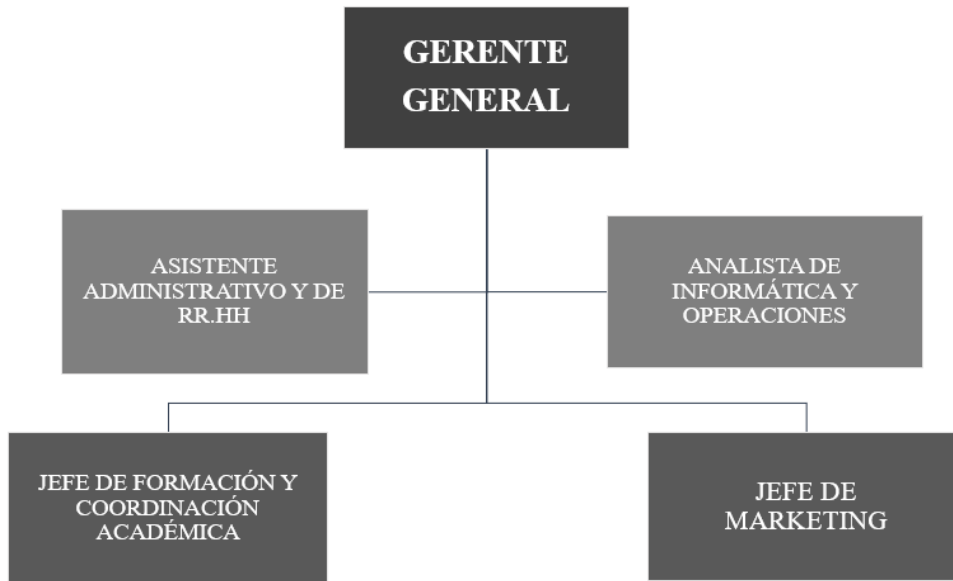 GERENTE
GENERAL
ASISTENTE
ADMINISTRATIVO Y DE
RR.HH
ANALISTA DE
INFORMÁTICA Y
OPERACIONES
JEFE DE FORMACIÓN Y
COORDINACIÓN
ACADÉMICA
JEFE DE
MARKETING